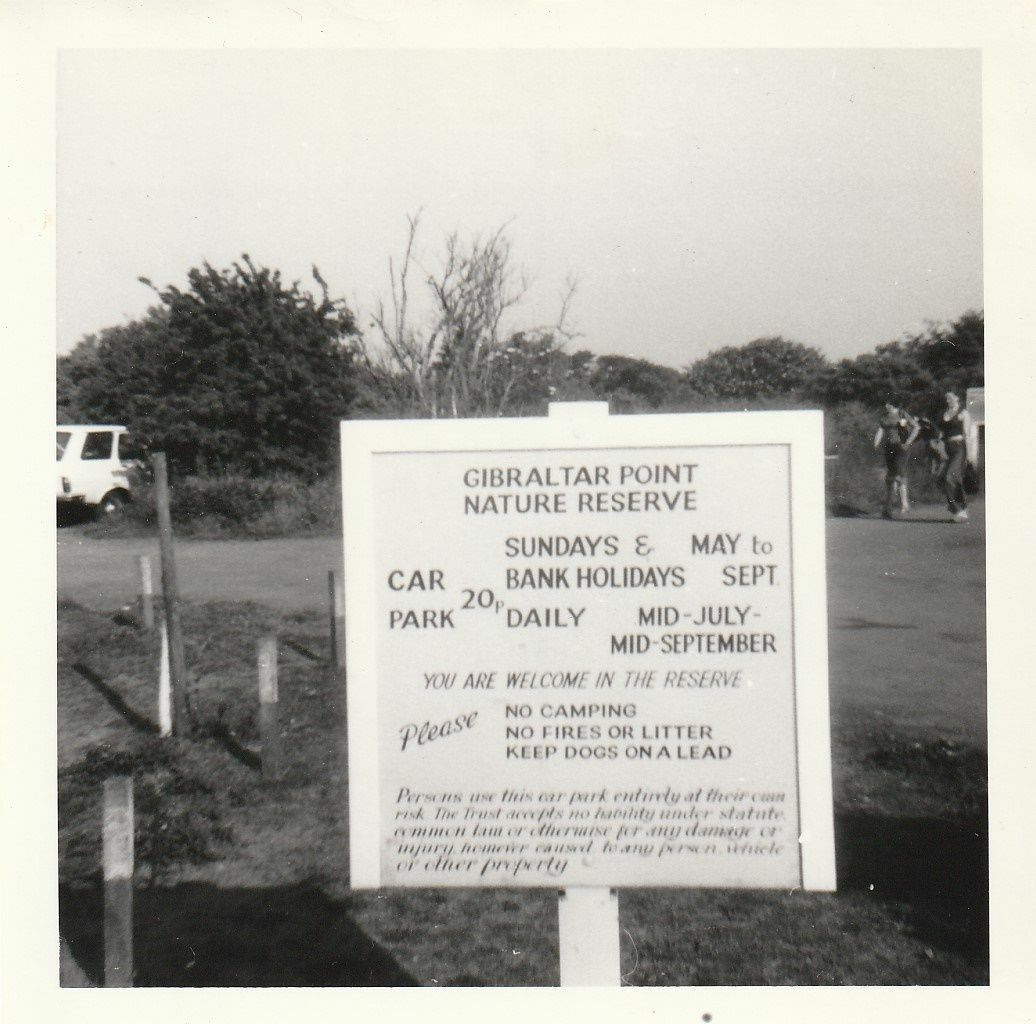 GIBRALTAR POINT
NATURE RESERVE
SUNDAYS & MAY to
CAR BANK HOLIDAYS SEPT.
PARK 20p DAILY MID-JULY-
MID-SEPTEMBER
YOU ARE WELCOME IN THE RESERVE
Please NO CAMPING
NO FIRES OR LITTER
KEEP DOGS ON A LEAD
Persons use this car park entirely at their own
risk. The Trust accepts no liability under statute,
common law or otherwise for any damage or
injury, however caused, to any person, vehicle
or other property